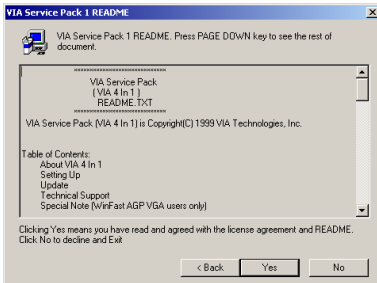 VIA Service Pack 1 README
VIA Service Pack 1 README. Press PAGE DOWN key to see the rest of
document.
==============================
VIA Service Pack
( VIA 4 In 1 )
README.TXT
==============================
VIA Service Pack (VIA 4 In 1) is Copyright(C) 1999 VIA Technologies, Inc.
Table of Contents:
About VIA 4 In 1
Setting Up
Update
Technical Support
Special Note (WinFast AGP VGA users only)
Clicking Yes means you have read and agreed with the license agreement and README.
Click No to decline and Exit
< Back
Yes
No